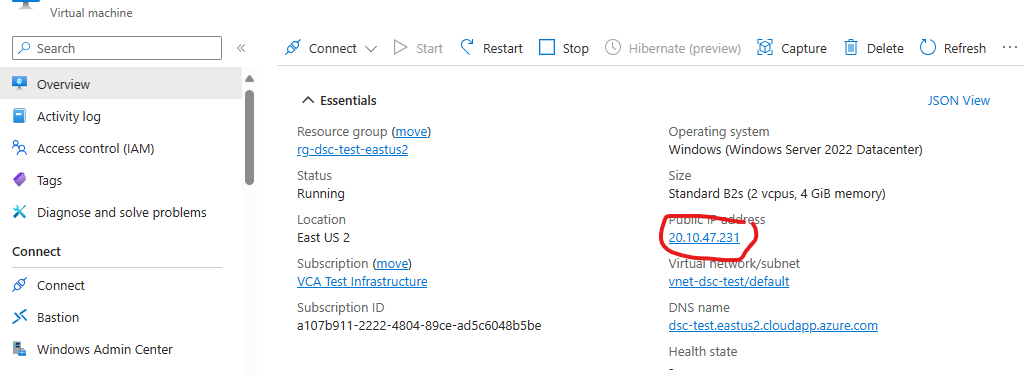 Virtual machine
Search
«
Connect
Start
Restart
Stop
Hibernate (preview)
Capture
Delete
Refresh
...
Overview
Activity log
Access control (IAM)
Tags
Diagnose and solve problems
Connect
Connect
Bastion
Windows Admin Center
Essentials
JSON View
Resource group (move)
rg-dsc-test-eastus2
Status
Running
Location
East US 2
Subscription (move)
VCA Test Infrastructure
Subscription ID
a107b911-2222-4804-89ce-ad5c6048b5be
Operating system
Windows (Windows Server 2022 Datacenter)
Size
Standard B2s (2 vcpus, 4 GiB memory)
Public IP address
20.10.47.231
Virtual network/subnet
vnet-dsc-test/default
DNS name
dsc-test.eastus2.cloudapp.azure.com
Health state
-